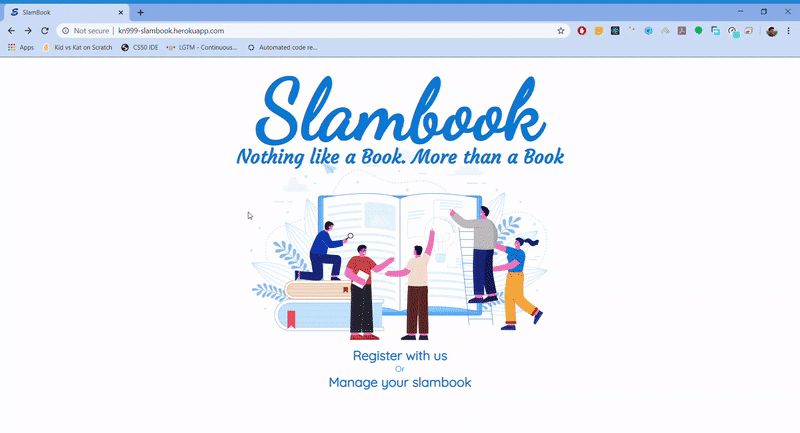 SlamBook
Not secure | kn999-slambook.herokuapp.com
Apps Kid vs Kat on Scratch CS50 IDE LGTM - Continuous... Automated code re...
Slambook
Nothing like a Book. More than a Book
Register with us
Or
Manage your slambook